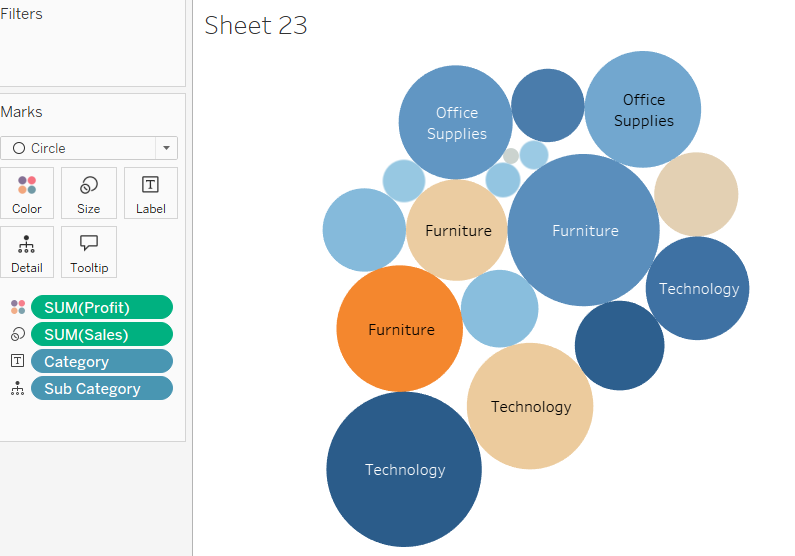 Filters
Marks
Circle
Color
Size
Label
Detail
Tooltip
SUM(Profit)
SUM(Sales)
Category
Sub Category
Sheet 23
Office
Supplies
Office
Supplies
Furniture
Furniture
Technology
Furniture
Technology
Technology